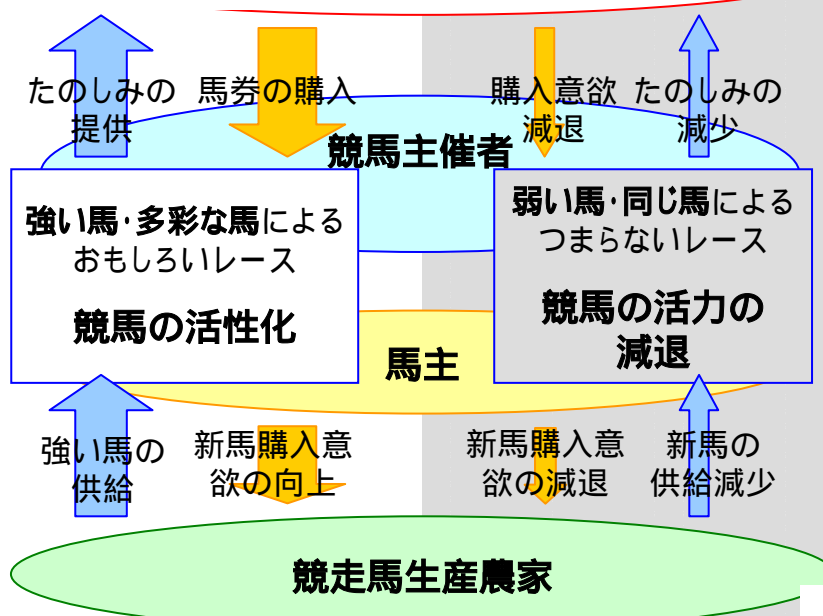 たのしみの
提供
馬券の購入
購入意欲
減退
たのしみの
減少
競馬主催者
強い馬・多彩な馬による
おもしろいレース
競馬の活性化
弱い馬・同じ馬による
つまらないレース
競馬の活力の
減退
馬主
強い馬の
供給
新馬購入意
欲の向上
新馬購入意
欲の減退
新馬の
供給減少
競走馬生産農家